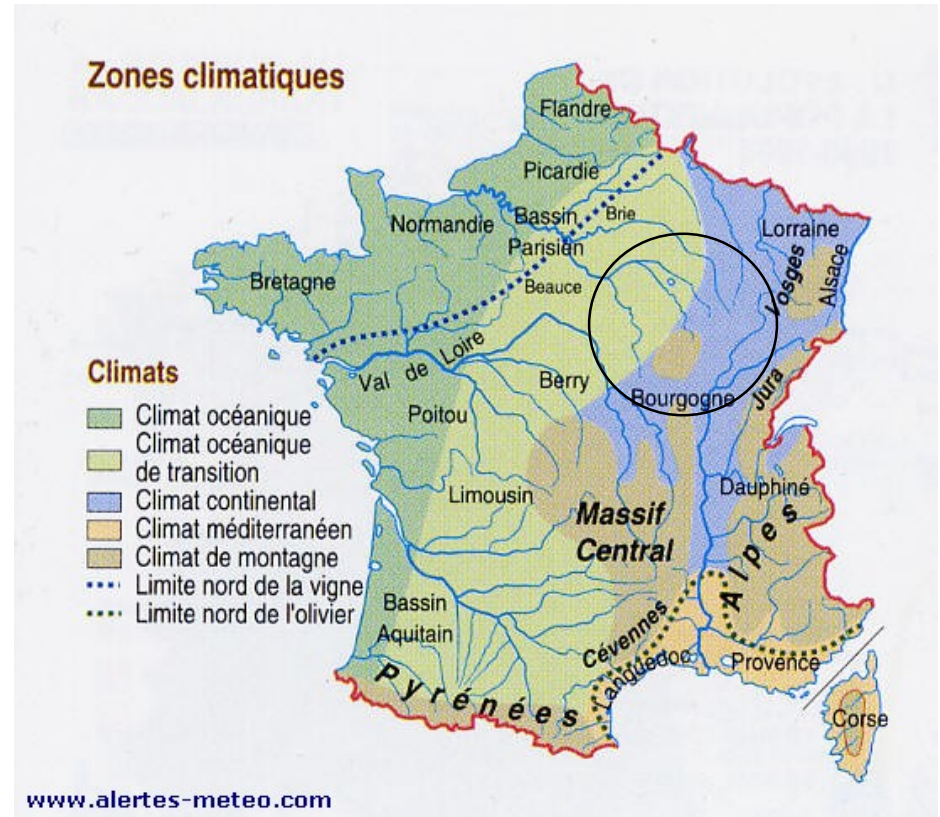 Zones climatiques
Flandre
Picardie
Normandie
Bassin
Parisien
Brie
Lorraine
Vosges
Alsace
Bretagne
Beauce
Val de Loire
Berry
Bourgogne
Jura
Poitou
Climats
Climat océanique
Climat océanique
de transition
Climat continental
Climat méditerranéen
Climat de montagne
Limite nord de la vigne
Limite nord de l'olivier
Limousin
Massif
Central
Dauphiné
Alpes
Bassin
Aquitain
Cévennes
Languedoc
Provence
Pyrénées
Corse
www.alertes-meteo.com